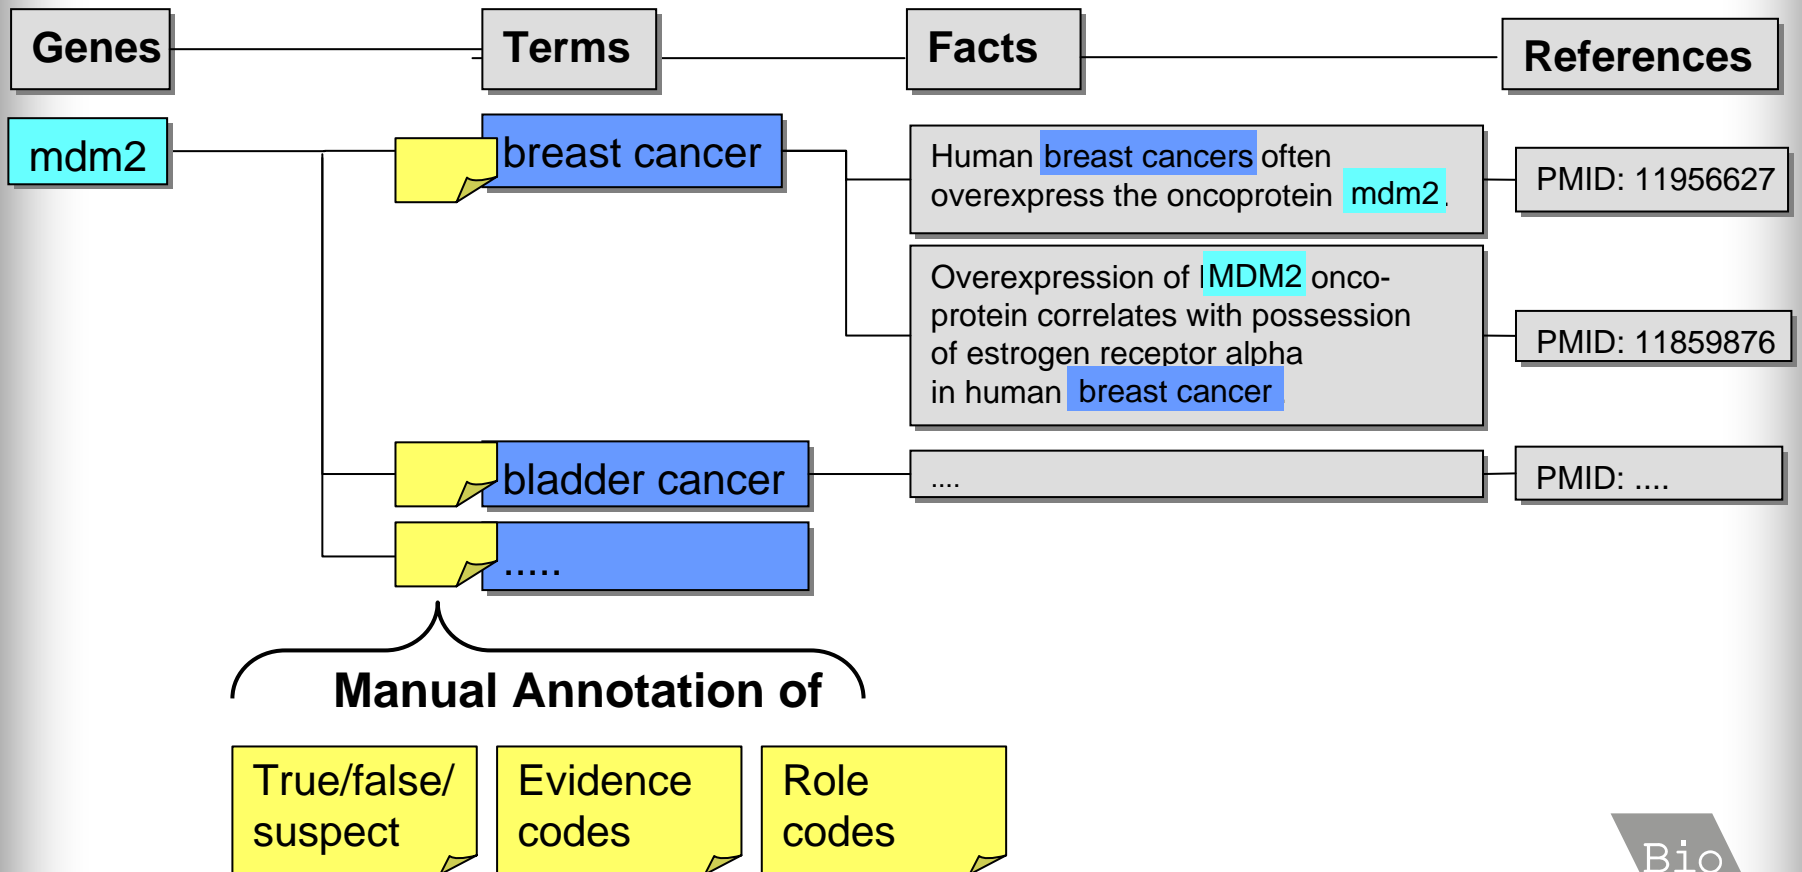 Genes
Terms
Facts
References
mdm2
breast cancer
Human breast cancers often
overexpress the oncoprotein mdm2.
PMID: 11956627
Overexpression of MDM2 onco-
protein correlates with possession
of estrogen receptor alpha
in human breast cancer
PMID: 11859876
bladder cancer
....
PMID: ....
.....
Manual Annotation of
True/false/
suspect
Evidence
codes
Role
codes
Bio